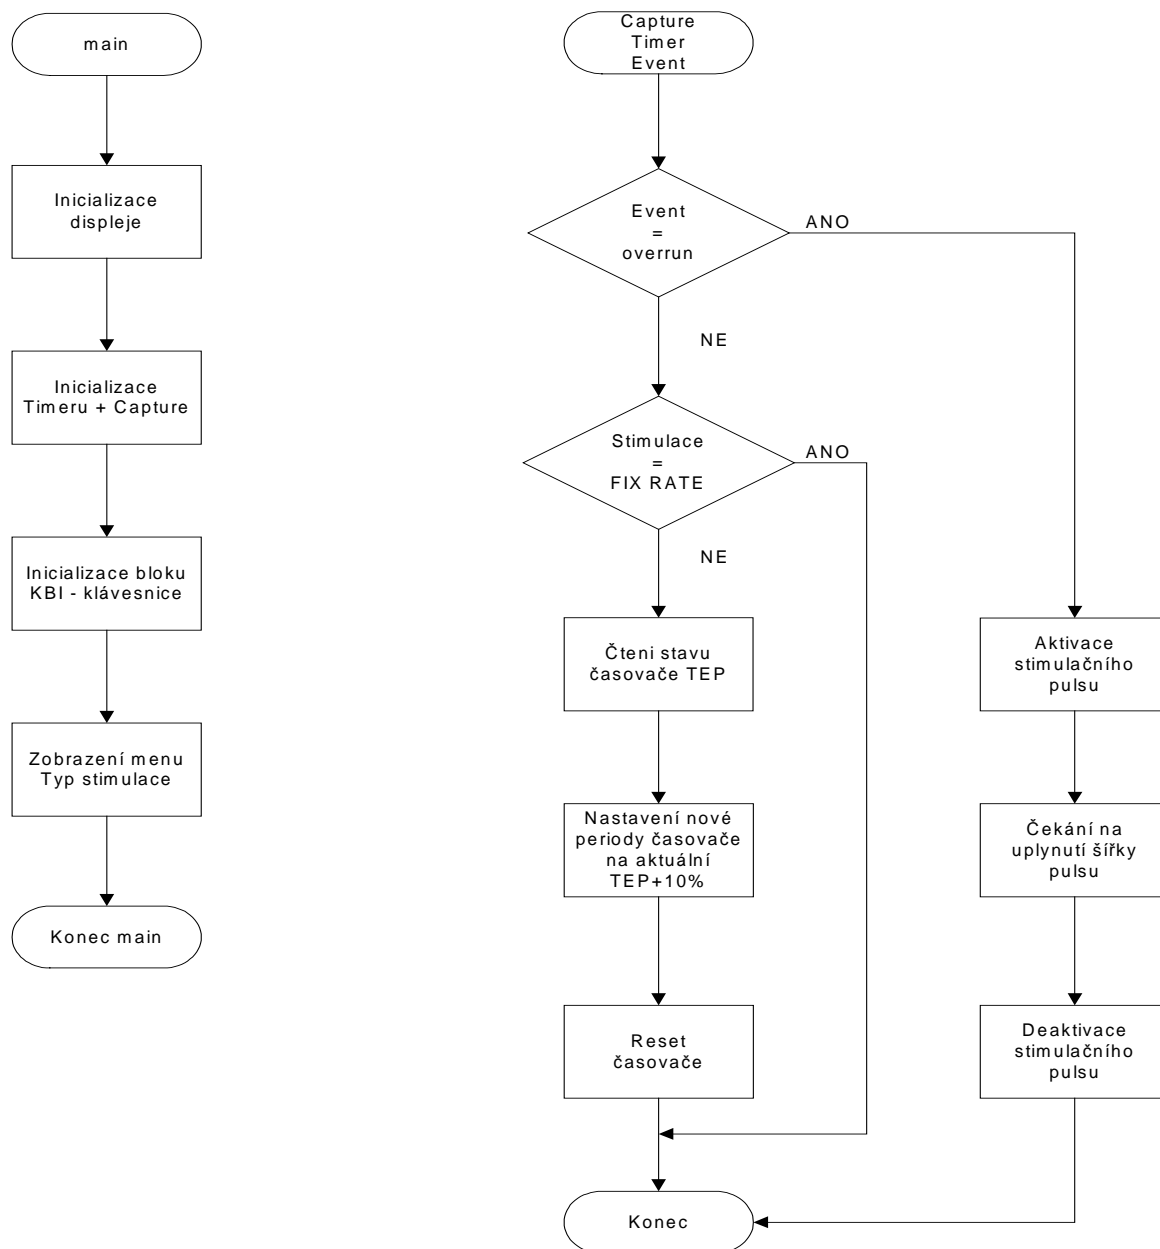 main
Inicializace
displeje
Inicializace
Timeru + Capture
Inicializace bloku
KBI - klávesnice
Zobrazení menu
Typ stimulace
Konec main
Capture
Timer
Event
Event
=
overrun
ANO
NE
Stimulace
=
FIX RATE
ANO
NE
Čteni stavu
časovače TEP
Nastavení nové
periody časovače
na aktuální
TEP+10%
Reset
časovače
Konec
Aktivace
stimulačního
pulsu
Čekání na
uplynutí šířky
pulsu
Deaktivace
stimulačního
pulsu